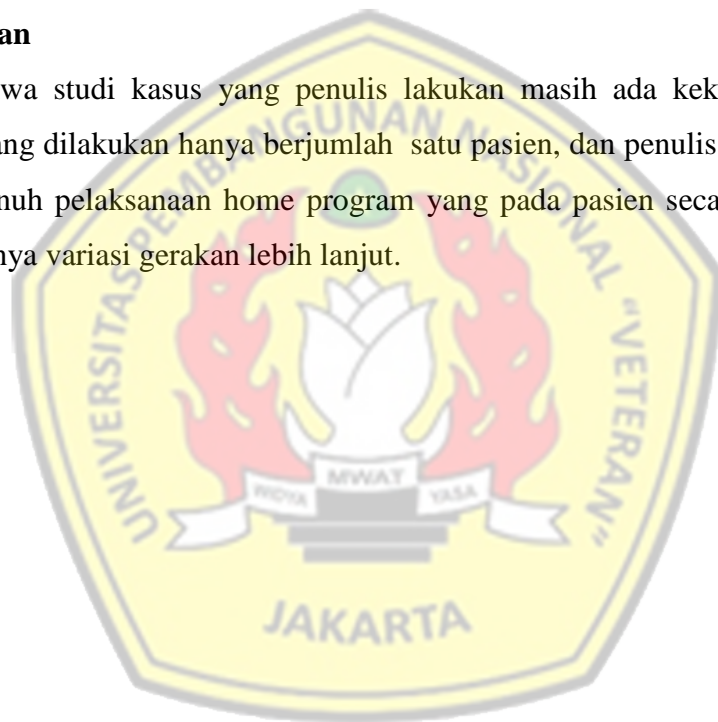 an
wa studi kasus yang penulis lakukan masih ada kek
ang dilakukan hanya berjumlah satu pasien, dan penulis
nuh pelaksanaan home program yang pada pasien seca
nya variasi gerakan lebih lanjut.
UNIVERSITAS PEMBANGUNAN NASIONAL "VETERAN"
WIDYA MWAT YASA
JAKARTA